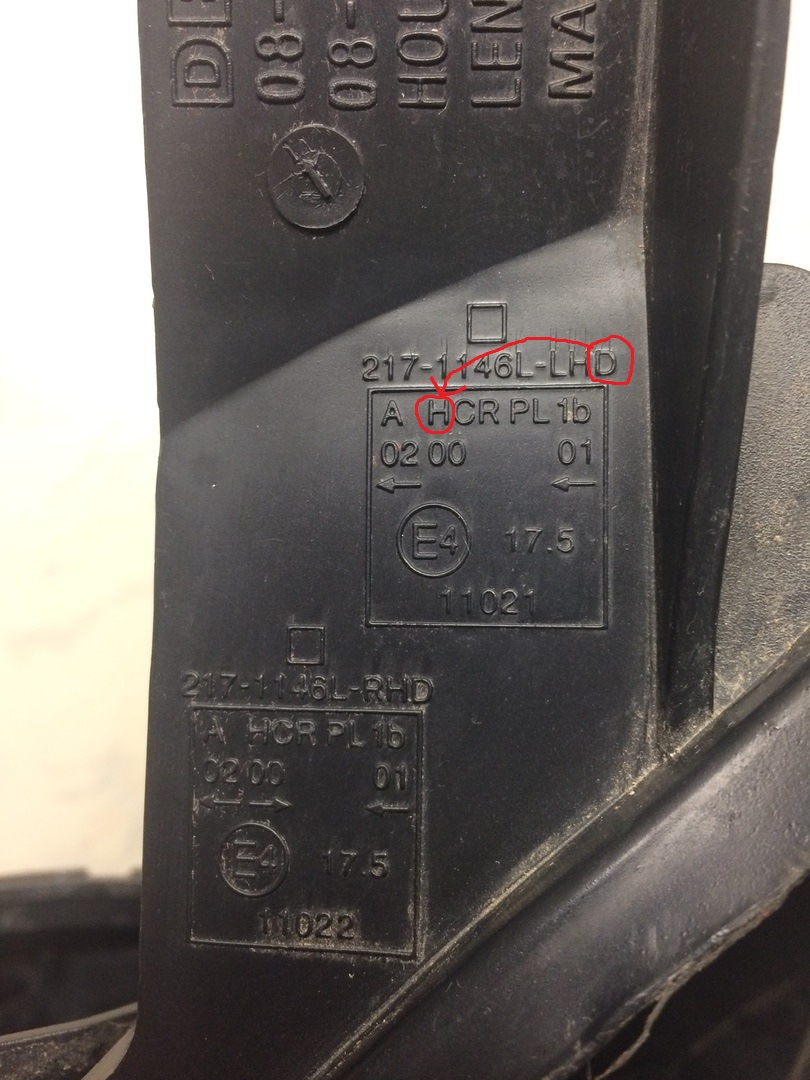 DE
08-
08-
HOU
LEN
MA
217-1146L-LHD
A HCR PL 1b
02 00 01
E4 17.5
11021
217-1146L-RHD
A HCR PL 1b
02 00 01
E4 17.5
11022